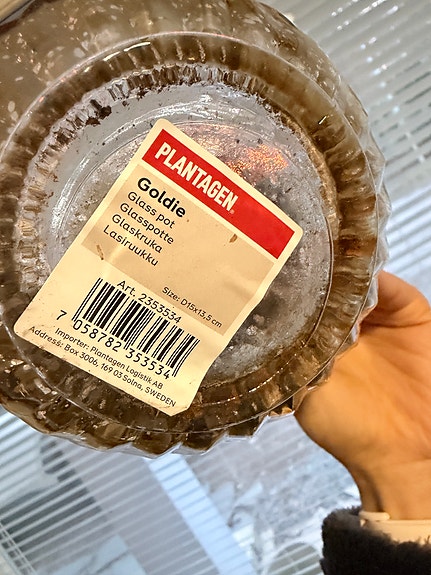 PLANTAGEN®
Goldie
Glass pot
Glasspotte
Glaskruka
Lasiruukku
Size: D15x13,5 cm
Art. 2353534
7 058782 353534
Importer: Plantagen Logistik AB
Address: Box 3006, 169 03 Solna, SWEDEN